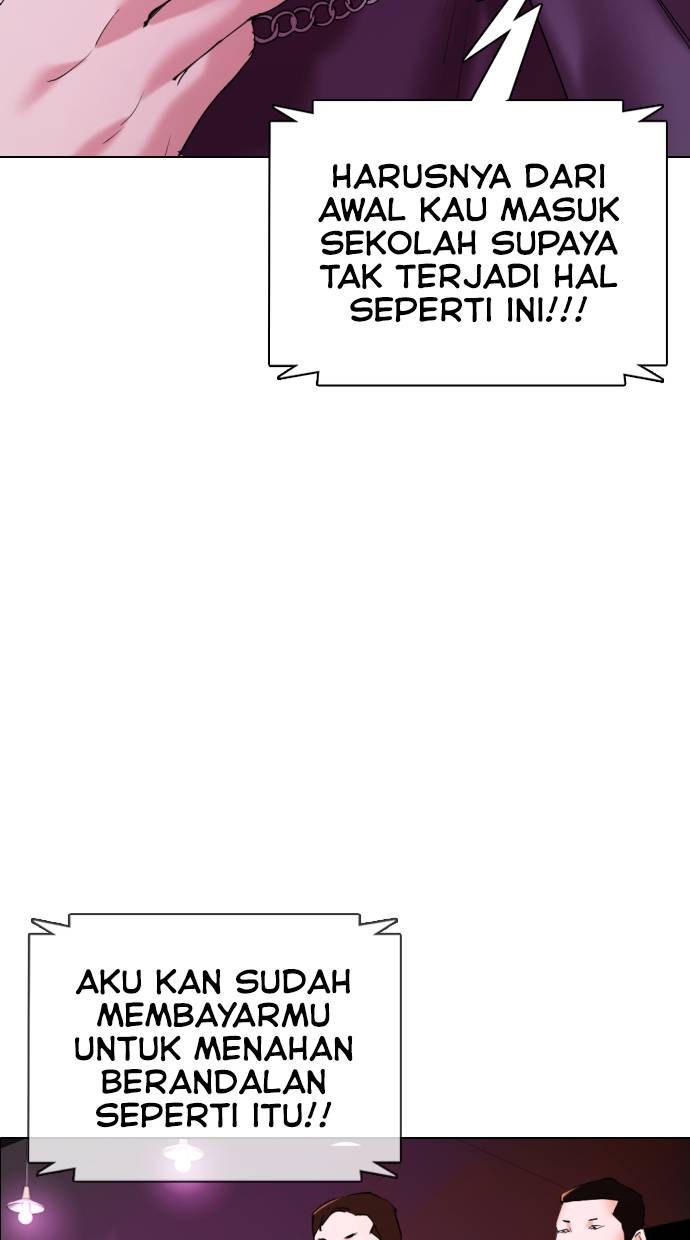 HARUSNYA DARI
AWAL KAU MASUK
SEKOLAH SUPAYA
TAK TERJADI HAL
SEPERTI INI!!!
AKU KAN SUDAH
MEMBAYARMU
UNTUK MENAHAN
BERANDALAN
SEPERTI ITU!!